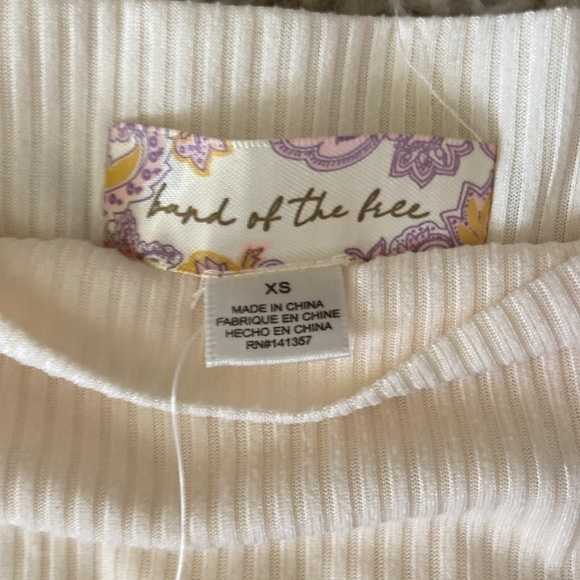 band of the free
XS
MADE IN CHINA
FABRIQUE EN CHINE
HECHO EN CHINA
RN#141357